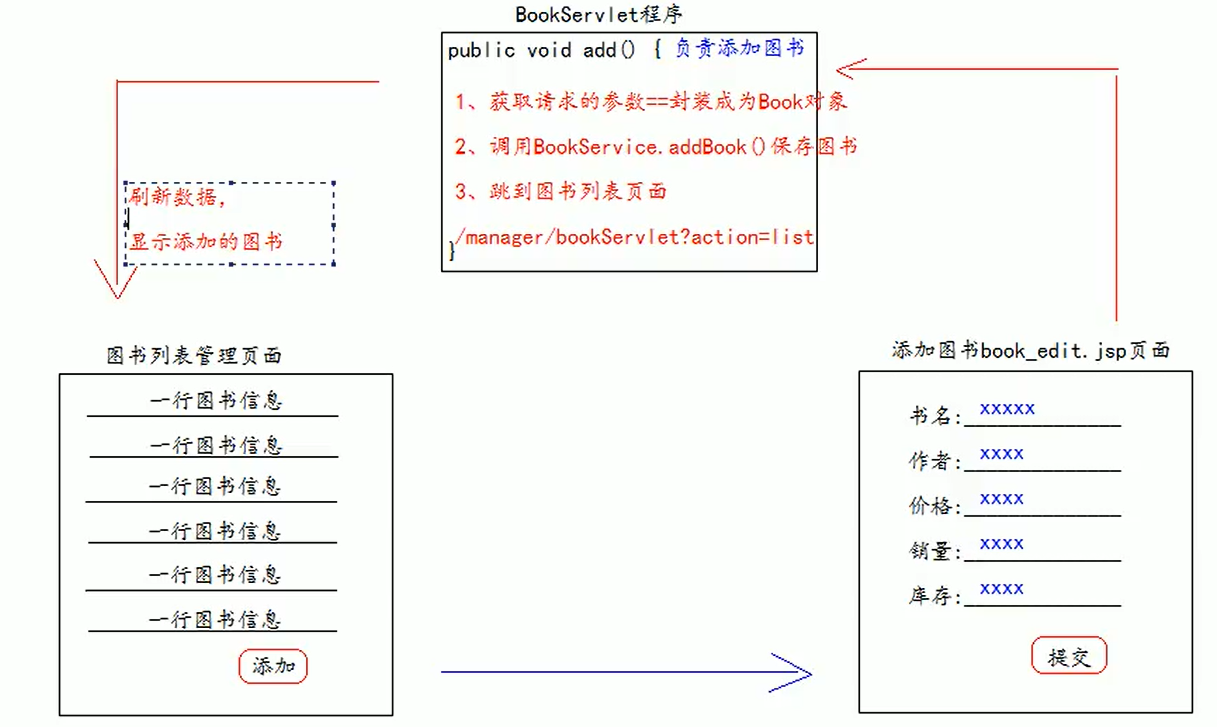 BookServlet程序
public void add() { 负责添加图书
1、获取请求的参数==封装成为Book对象
2、调用BookService.addBook()保存图书
3、跳到图书列表页面
/manager/bookServlet?action=list
}
刷新数据,
显示添加的图书
图书列表管理页面
一行图书信息
一行图书信息
一行图书信息
一行图书信息
一行图书信息
一行图书信息
添加
添加图书book_edit.jsp页面
书名: xxxxx
作者: xxxx
价格: xxxx
销量: xxxx
库存: xxxx
提交